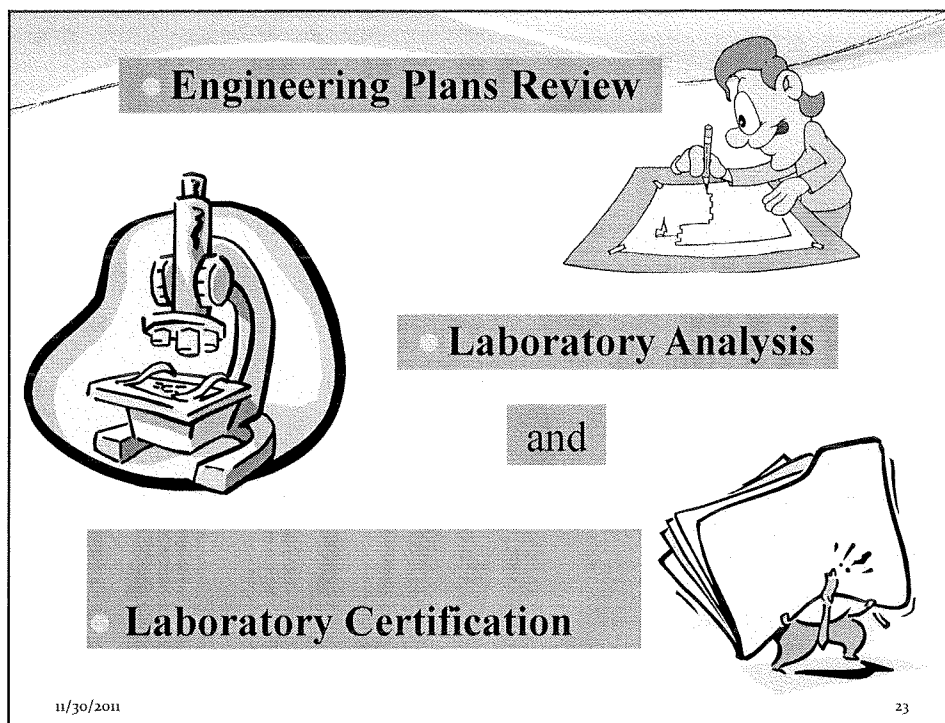 Engineering Plans Review
Laboratory Analysis
and
Laboratory Certification
11/30/2011
23